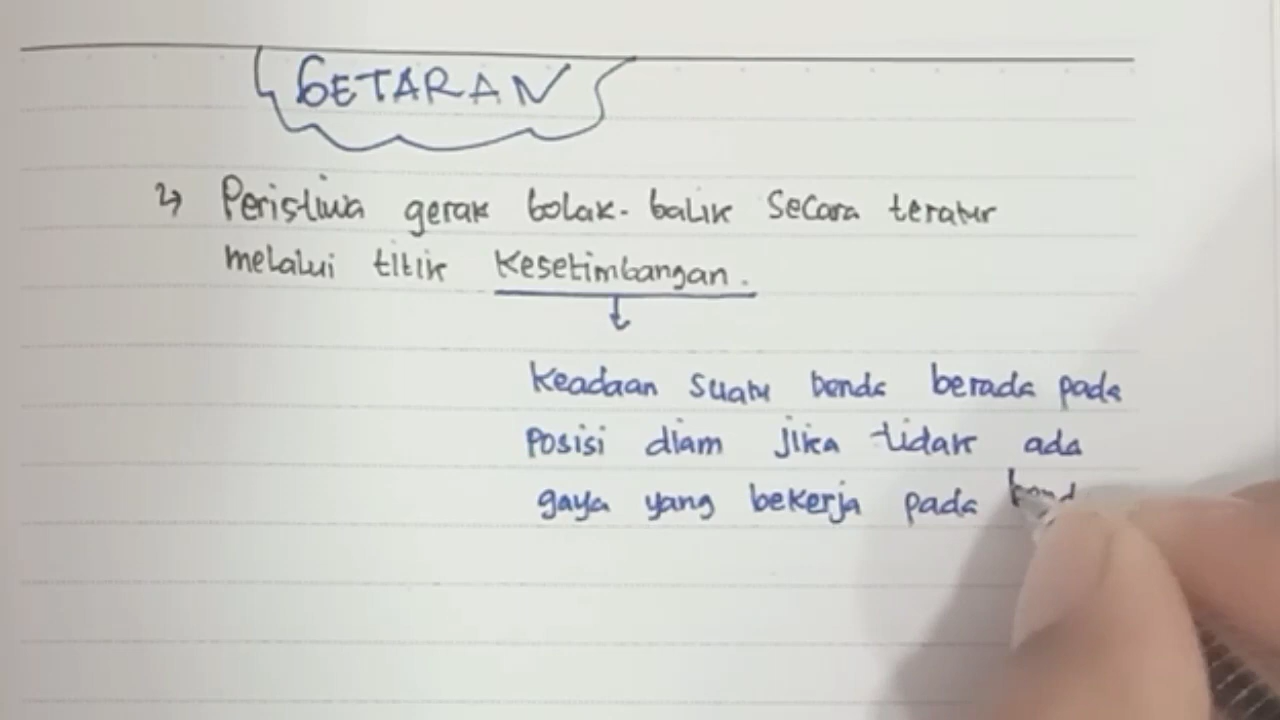 GETARAN
Peristiwa gerak bolak-balik secara teratur
melalui titik kesetimbangan.
Keadaan suatu benda berada pada
posisi diam jika tidak ada
gaya yang bekerja pada